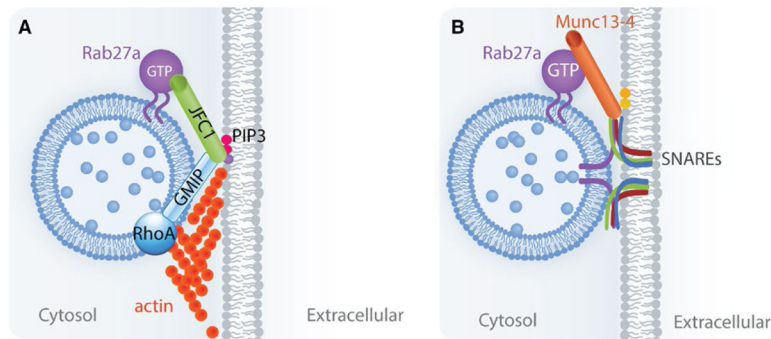 A
Rab27a
GTP
JFC1
PIP3
GMIP
RhoA
actin
Cytosol
Extracellular
B
Munc13-4
Rab27a
GTP
SNAREs
Cytosol
Extracellular